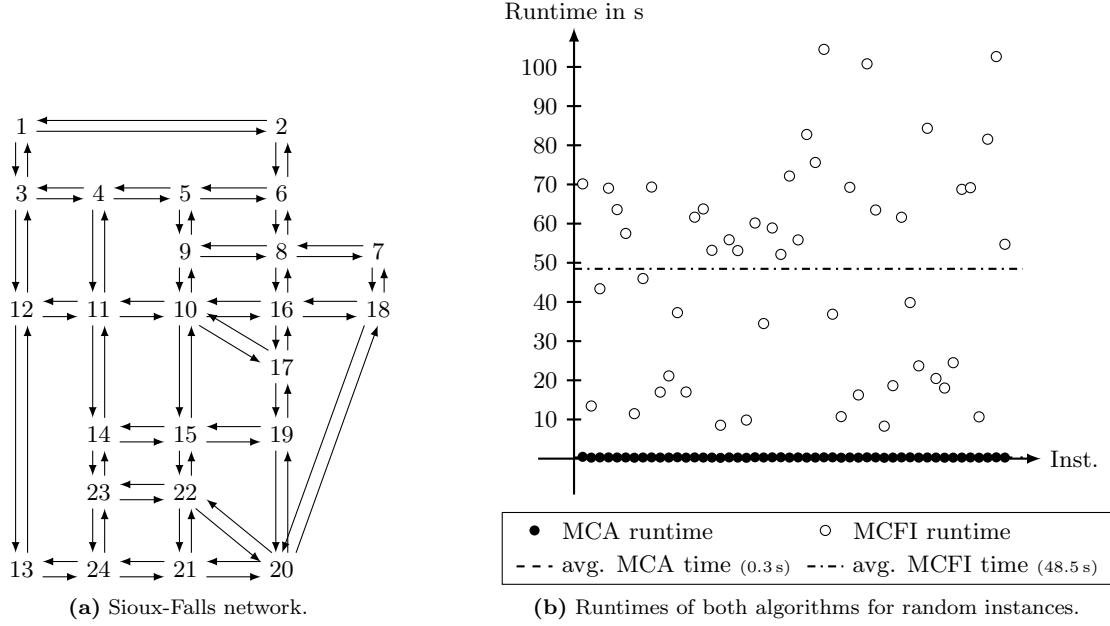 Runtime in s
100
90
80
70
60
50
40
30
20
10
Inst.
1 2
3 4 5 6
9 8 7
12 11 10 16 18
17
14 15 19
23 22
13 24 21 20
MCA runtime MCFI runtime
avg. MCA time (0.3 s) avg. MCFI time (48.5 s)
(a) Sioux-Falls network.
(b) Runtimes of both algorithms for random instances.